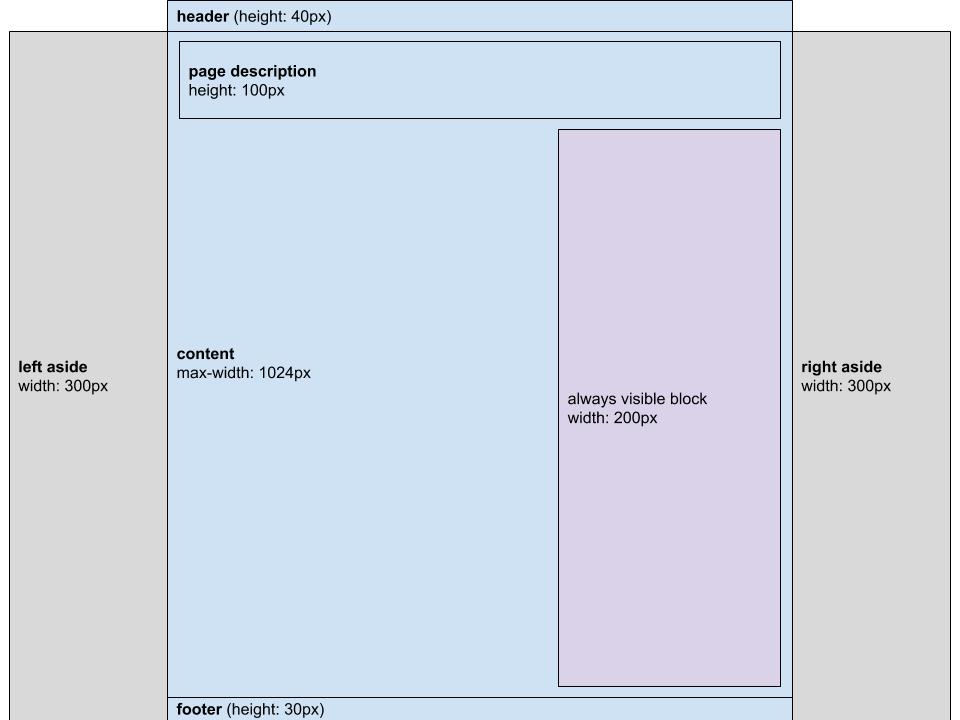 header (height: 40px)
page description
height: 100px
left aside
width: 300px
content
max-width: 1024px
always visible block
width: 200px
right aside
width: 300px
footer (height: 30px)